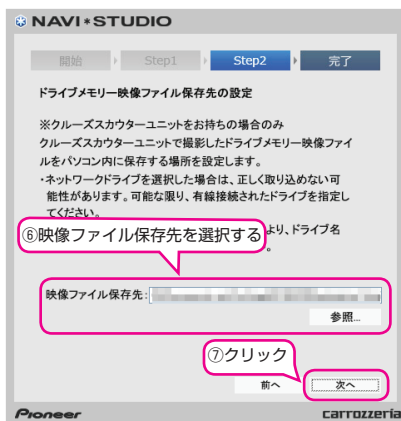 NAVI*STUDIO
開始
Step1
Step2
完了
ドライブメモリー映像ファイル保存先の設定
※クルーズスカウターユニットをお持ちの場合のみ
クルーズスカウターユニットで撮影したドライブメモリー映像ファイ
ルをパソコン内に保存する場所を設定します。
・ネットワークドライブを選択した場合は、正しく取り込めない可
能性があります。可能な限り、有線接続されたドライブを指定し
てください。
より、ドライブ名
⑥映像ファイル保存先を選択する
。
映像ファイル保存先:
参照...
⑦クリック
前へ
次へ
Pioneer
carrozzeria